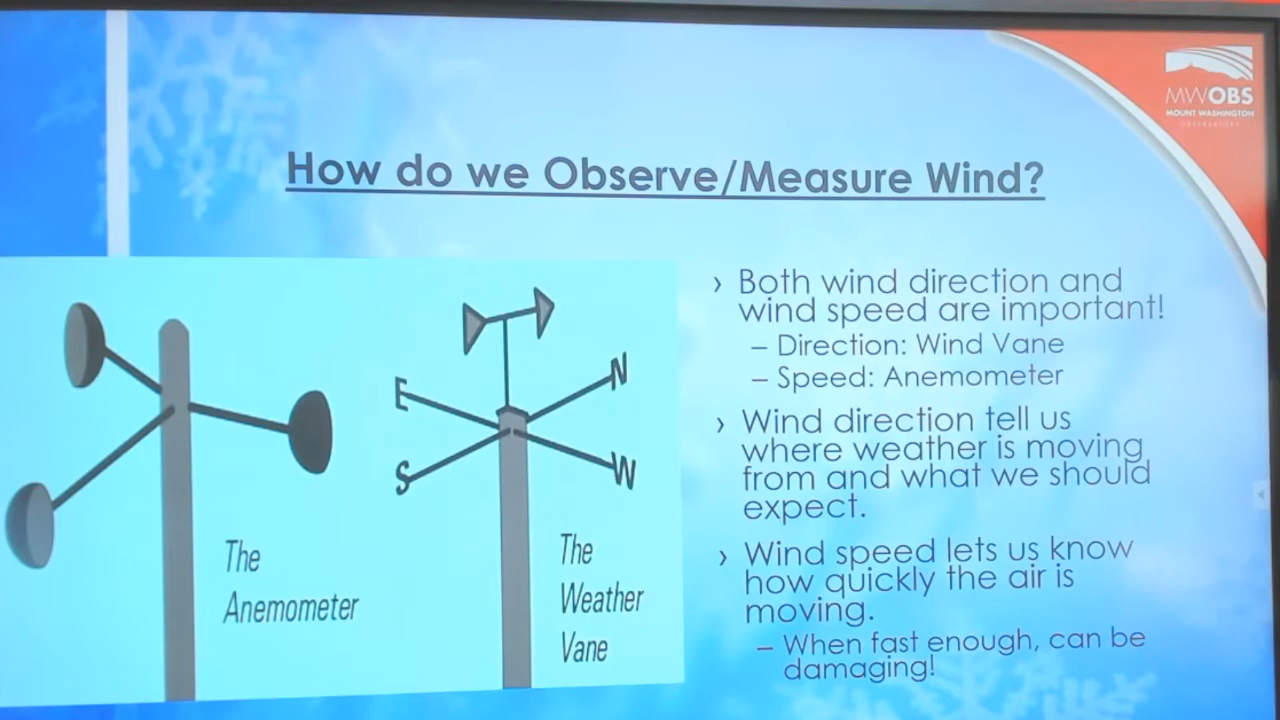 MWOBS
MOUNT WASHINGTON
OBSERVATORY
How do we Observe/Measure Wind?
E
N
S
W
The
Anemometer
The
Weather
Vane
› Both wind direction and
wind speed are important!
– Direction: Wind Vane
– Speed: Anemometer
› Wind direction tell us
where weather is moving
from and what we should
expect.
› Wind speed lets us know
how quickly the air is
moving.
– When fast enough, can be
damaging!